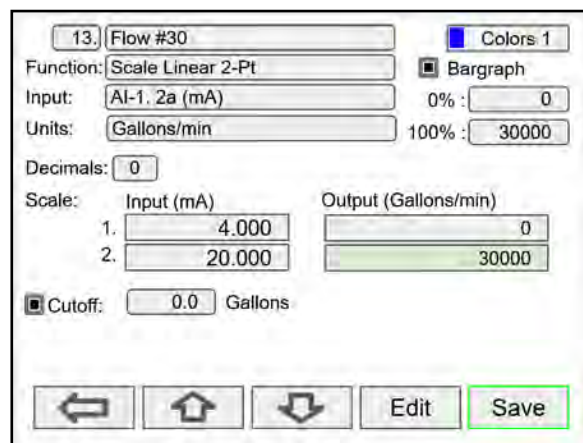 13. Flow #30 Colors 1
Function: Scale Linear 2-Pt Bargraph
Input: AI-1. 2a (mA) 0% : 0
Units: Gallons/min 100% : 30000
Decimals: 0
Scale: Input (mA) Output (Gallons/min)
1. 4.000 0
2. 20.000 30000
Cutoff: 0.0 Gallons
Edit Save